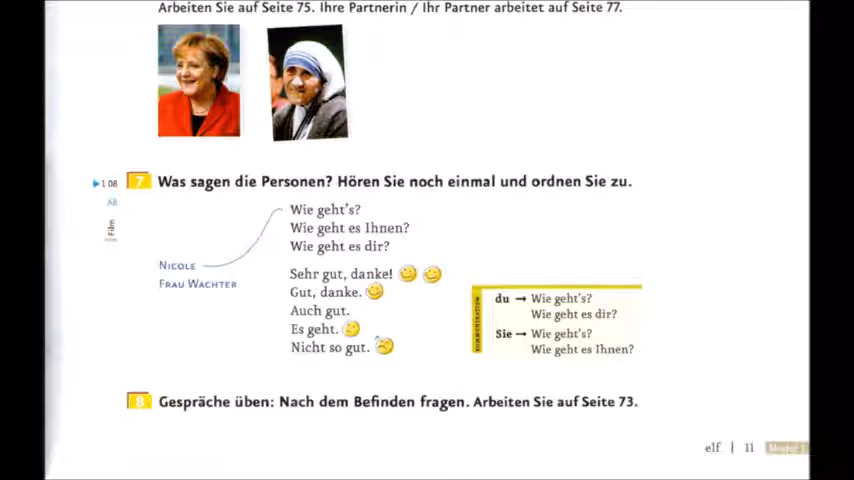 Arbeiten Sie auf Seite 75. Ihre Partnerin / Ihr Partner arbeitet auf Seite 77.
1 08
7 Was sagen die Personen? Hören Sie noch einmal und ordnen Sie zu.
AB
Film
Wie geht's?
Wie geht es Ihnen?
Wie geht es dir?
NICOLE
FRAU WACHTER
Sehr gut, danke!
Gut, danke.
Auch gut.
Es geht.
Nicht so gut.
KOMMUNIKATION
du → Wie geht's?
Wie geht es dir?
Sie → Wie geht's?
Wie geht es Ihnen?
8 Gespräche üben: Nach dem Befinden fragen. Arbeiten Sie auf Seite 73.
elf | 11 Modul 1